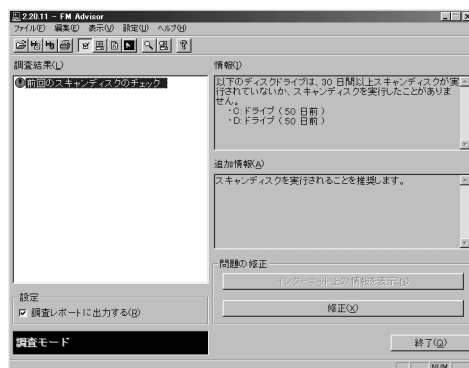 2.20.11 - FM Advisor
ファイル(F) 編集(E) 表示(V) 設定(U) ヘルプ(H)
調査結果(L)
前回のスキャンディスクのチェック
情報(I)
以下のディスクドライブは、30 日間以上スキャンディスクが実
行されていないか、スキャンディスクを実行したことがありま
せん。
・C:ドライブ ( 50 日前 )
・D:ドライブ ( 50 日前 )
追加情報(A)
スキャンディスクを実行されることを推奨します。
問題の修正
インターネット上の情報を表示(N)
修正(X)
設定
調査レポートに出力する(R)
調査モード
終了(Q)
NUM